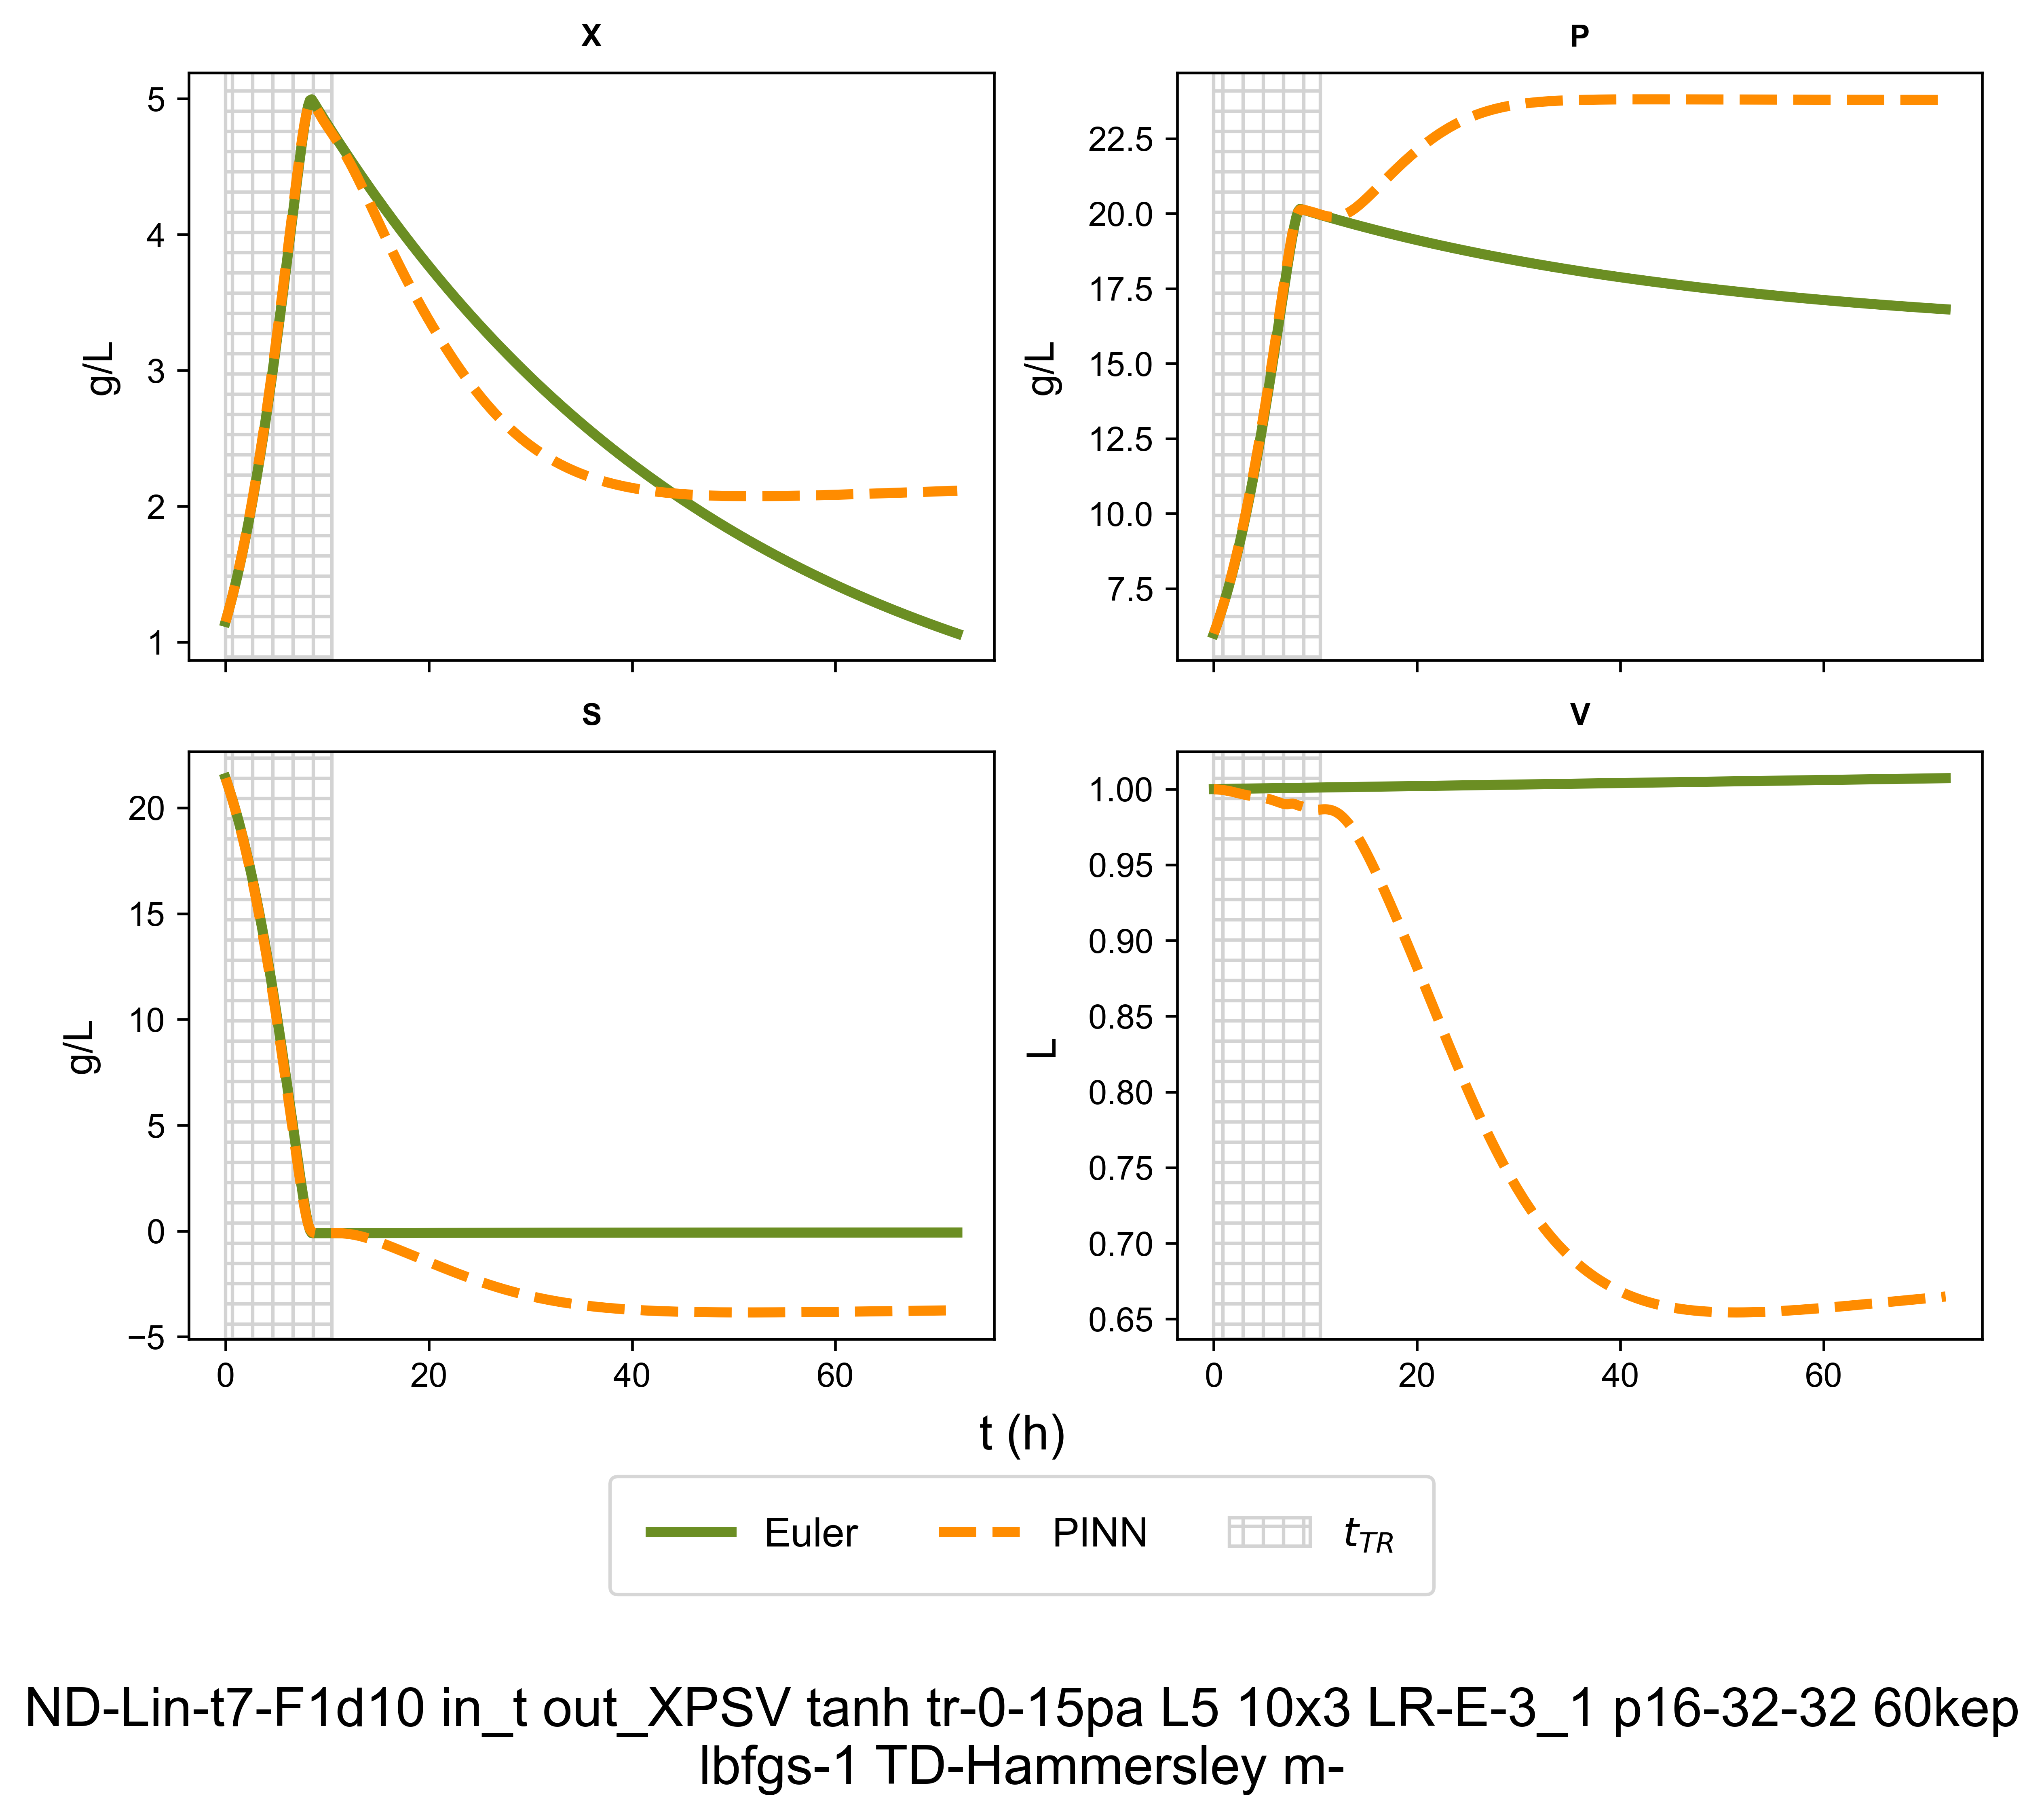 X
P
5
4
3
2
1
g/L
22.5
20.0
17.5
15.0
12.5
10.0
7.5
g/L
S
V
20
15
10
5
0
−5
g/L
1.00
0.95
0.90
0.85
0.80
0.75
0.70
0.65
L
0 20 40 60
0 20 40 60
t (h)
Euler PINN tTR
ND-Lin-t7-F1d10 in_t out_XPSV tanh tr-0-15pa L5 10x3 LR-E-3_1 p16-32-32 60kep
lbfgs-1 TD-Hammersley m-